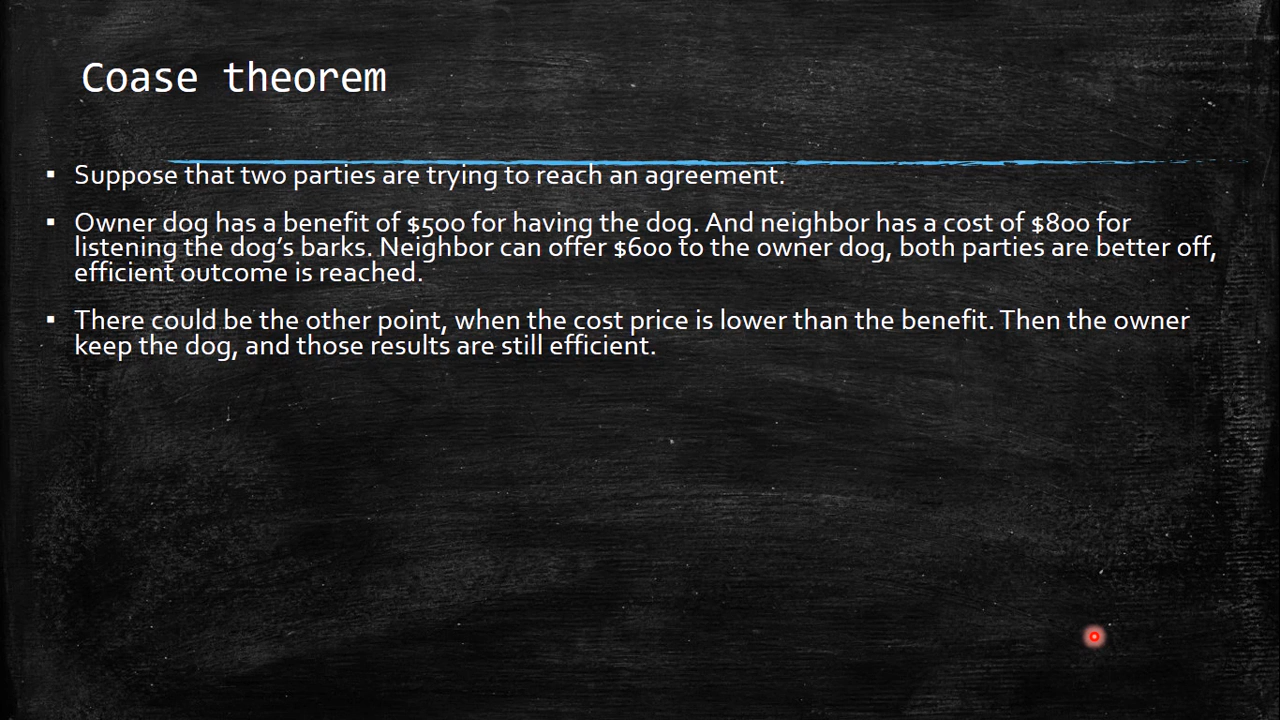 Coase theorem
▪ Suppose that two parties are trying to reach an agreement.
▪ Owner dog has a benefit of $500 for having the dog. And neighbor has a cost of $800 for
listening the dog’s barks. Neighbor can offer $600 to the owner dog, both parties are better off,
efficient outcome is reached.
▪ There could be the other point, when the cost price is lower than the benefit. Then the owner
keep the dog, and those results are still efficient.